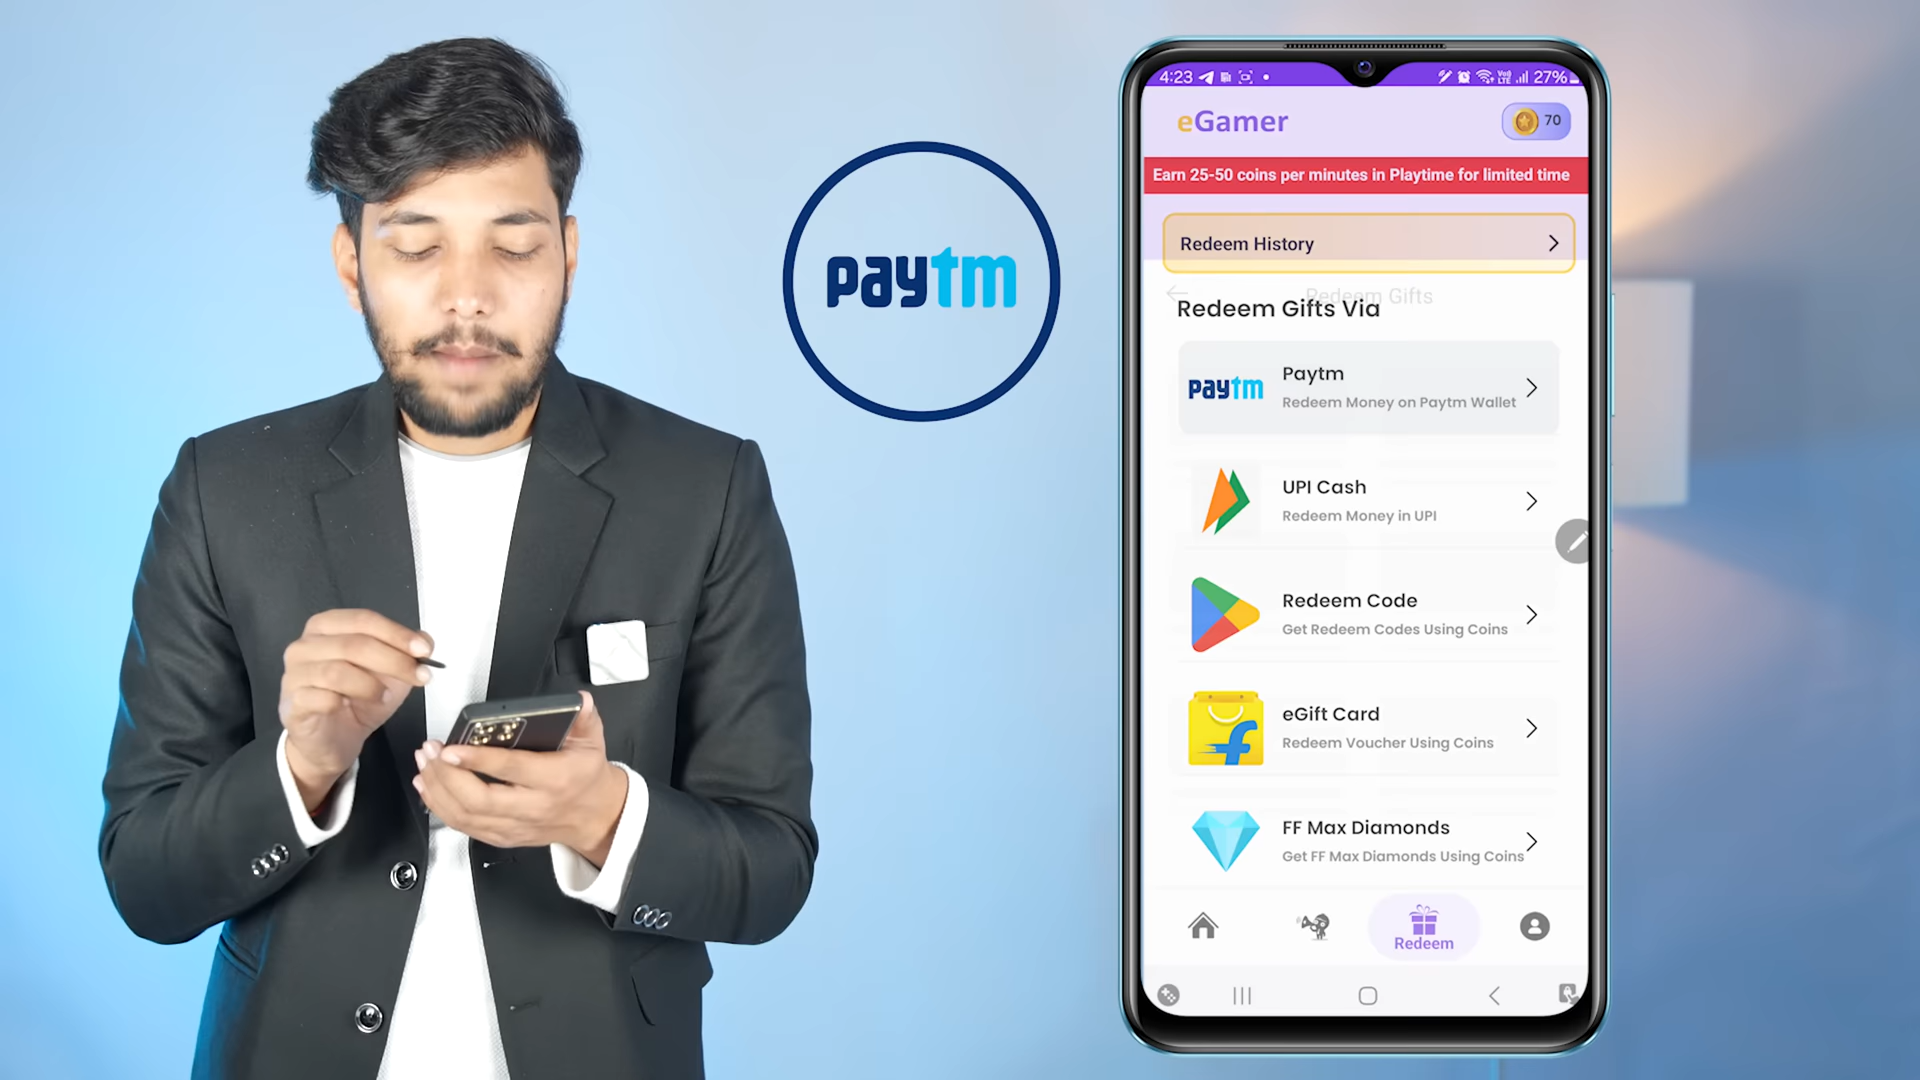 paytm
4:23
27%
eGamer
70
Earn 25-50 coins per minutes in Playtime for limited time
Redeem History
Redeem Gifts
Redeem Gifts Via
paytm
Paytm
Redeem Money on Paytm Wallet
UPI Cash
Redeem Money in UPI
Redeem Code
Get Redeem Codes Using Coins
eGift Card
Redeem Voucher Using Coins
FF Max Diamonds
Get FF Max Diamonds Using Coins
Redeem